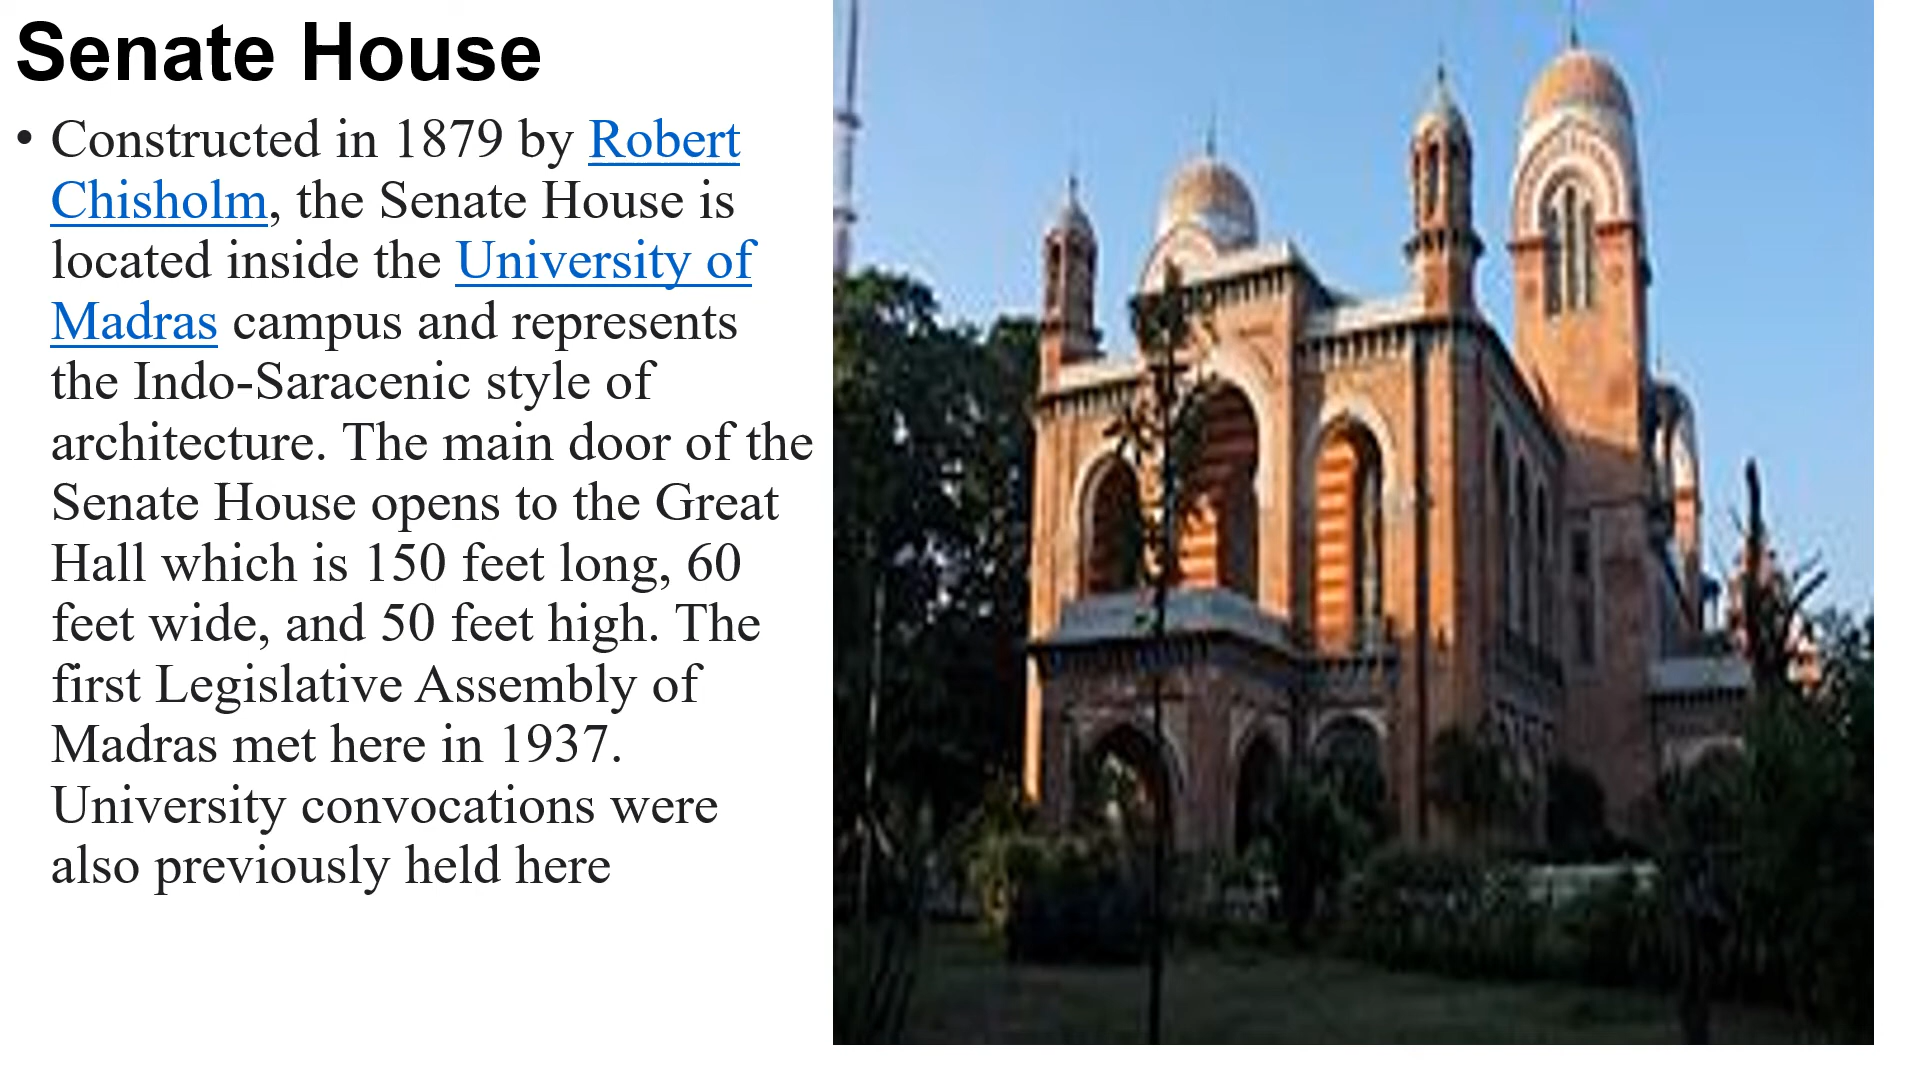 Senate House
• Constructed in 1879 by Robert
Chisholm, the Senate House is
located inside the University of
Madras campus and represents
the Indo-Saracenic style of
architecture. The main door of the
Senate House opens to the Great
Hall which is 150 feet long, 60
feet wide, and 50 feet high. The
first Legislative Assembly of
Madras met here in 1937.
University convocations were
also previously held here